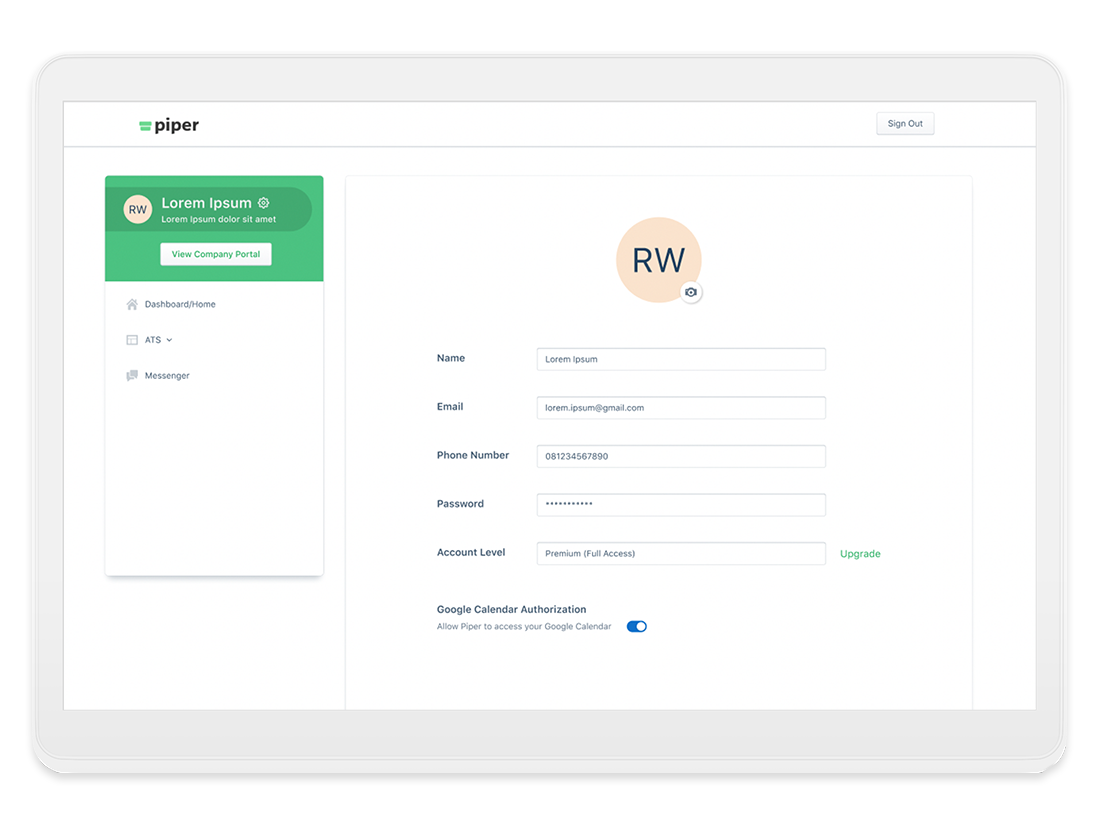 piper
Sign Out
RW
Lorem Ipsum
Lorem Ipsum dolor sit amet
View Company Portal
Dashboard/Home
ATS
Messenger
RW
Name
Lorem Ipsum
Email
lorem.ipsum@gmail.com
Phone Number
081234567890
Password
•••••••••••
Account Level
Premium (Full Access)
Upgrade
Google Calendar Authorization
Allow Piper to access your Google Calendar